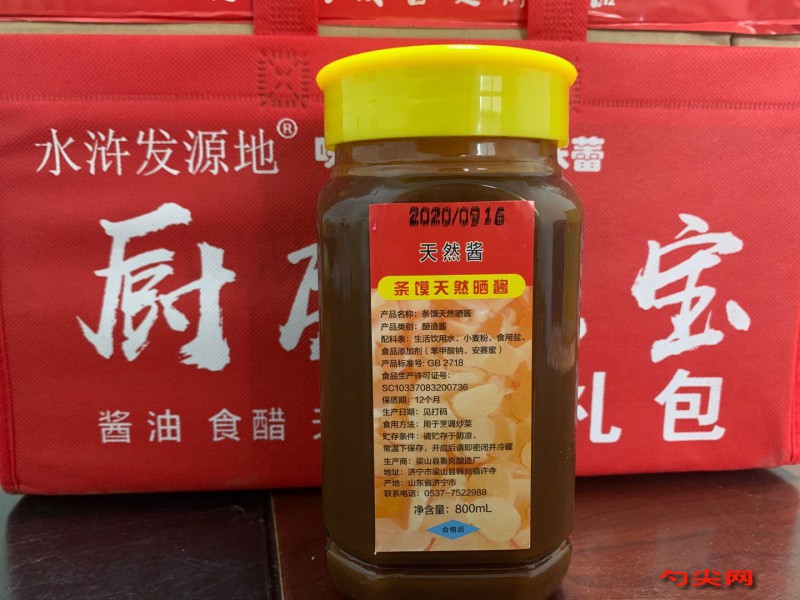 水浒发源地®
蕾
厨
宝
酱油 食醋
礼包
2020/0916
天然酱
条馍天然晒酱
产品名称：条馍天然晒酱
产品类别：酿造酱
配料表：生活饮用水、小麦粉、食用盐、
食品添加剂（苯甲酸钠、安赛蜜）
产品标准号: GB 2718
食品生产许可证号：
SC10337083200736
保质期：12个月
生产日期：见打码
食用方法：用于烹调炒菜
贮存条件：请贮存于阴凉、
常温下保存，开启后请即密闭并冷藏
生产商：梁山县鲁岗酿造厂
地址：济宁市梁山县韩岗镇许寺
产地：山东省济宁市
联系电话：0537-7522988
净含量：800mL
合格品
勺尖网